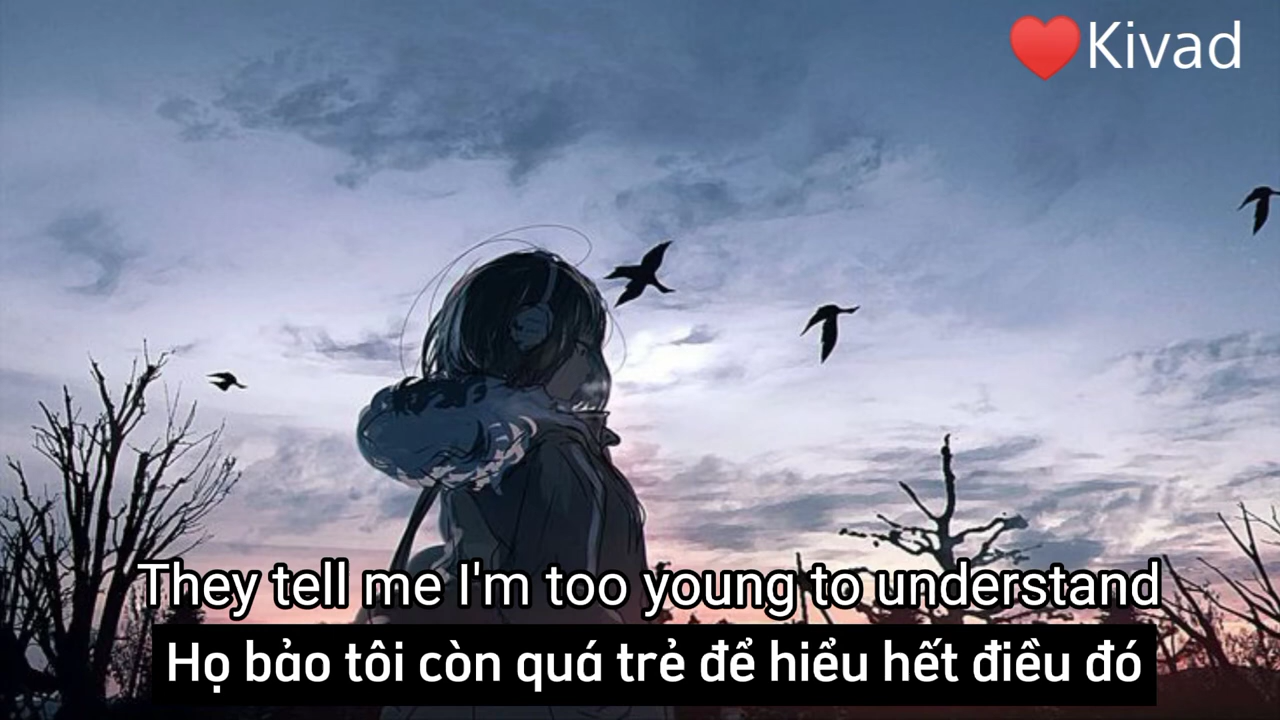 ❤️Kivad
They tell me I'm too young to understand
Họ bảo tôi còn quá trẻ để hiểu hết điều đó